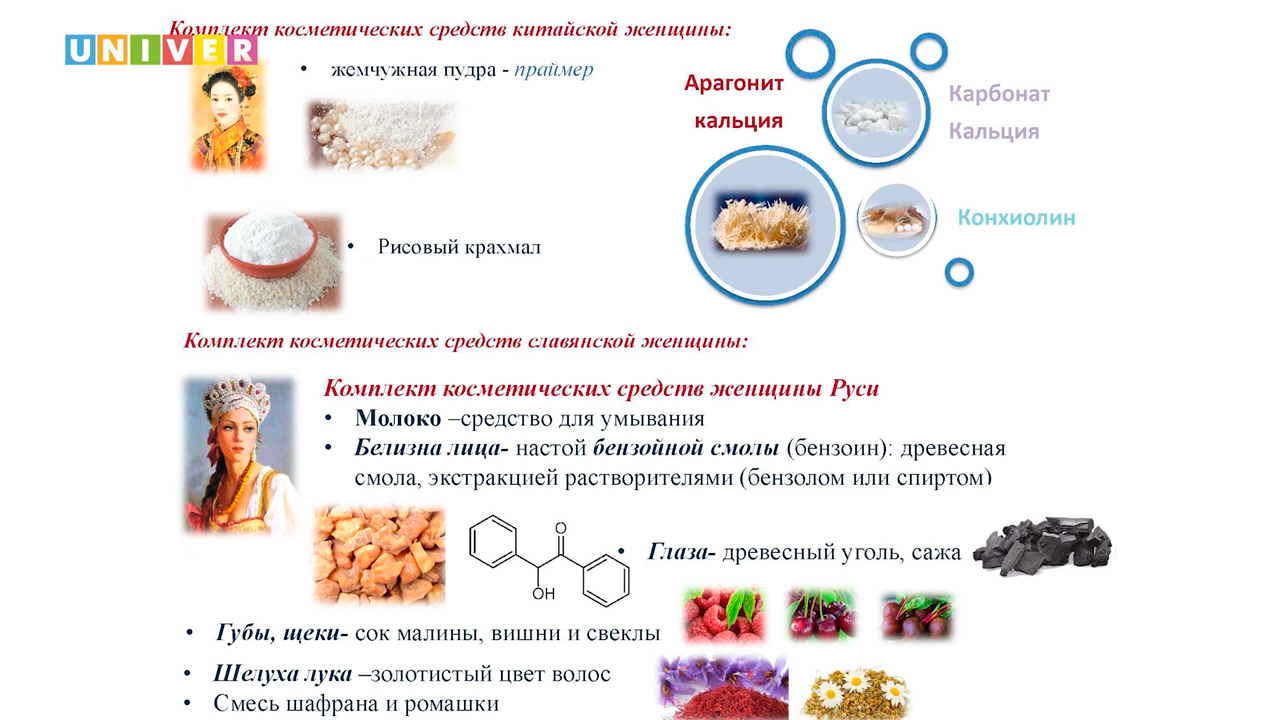 Комплект косметических средств китайской женщины:
UNIVER
• жемчужная пудра - праймер
Арагонит
кальция
Карбонат
Кальция
Конхиолин
• Рисовый крахмал
Комплект косметических средств славянской женщины:
Комплект косметических средств женщины Руси
• Молоко –средство для умывания
• Белизна лица- настой бензойной смолы (бензоин): древесная
смола, экстракцией растворителями (бензолом или спиртом)
O
OH
• Глаза- древесный уголь, сажа
• Губы, щеки- сок малины, вишни и свеклы
• Шелуха лука –золотистый цвет волос
• Смесь шафрана и ромашки